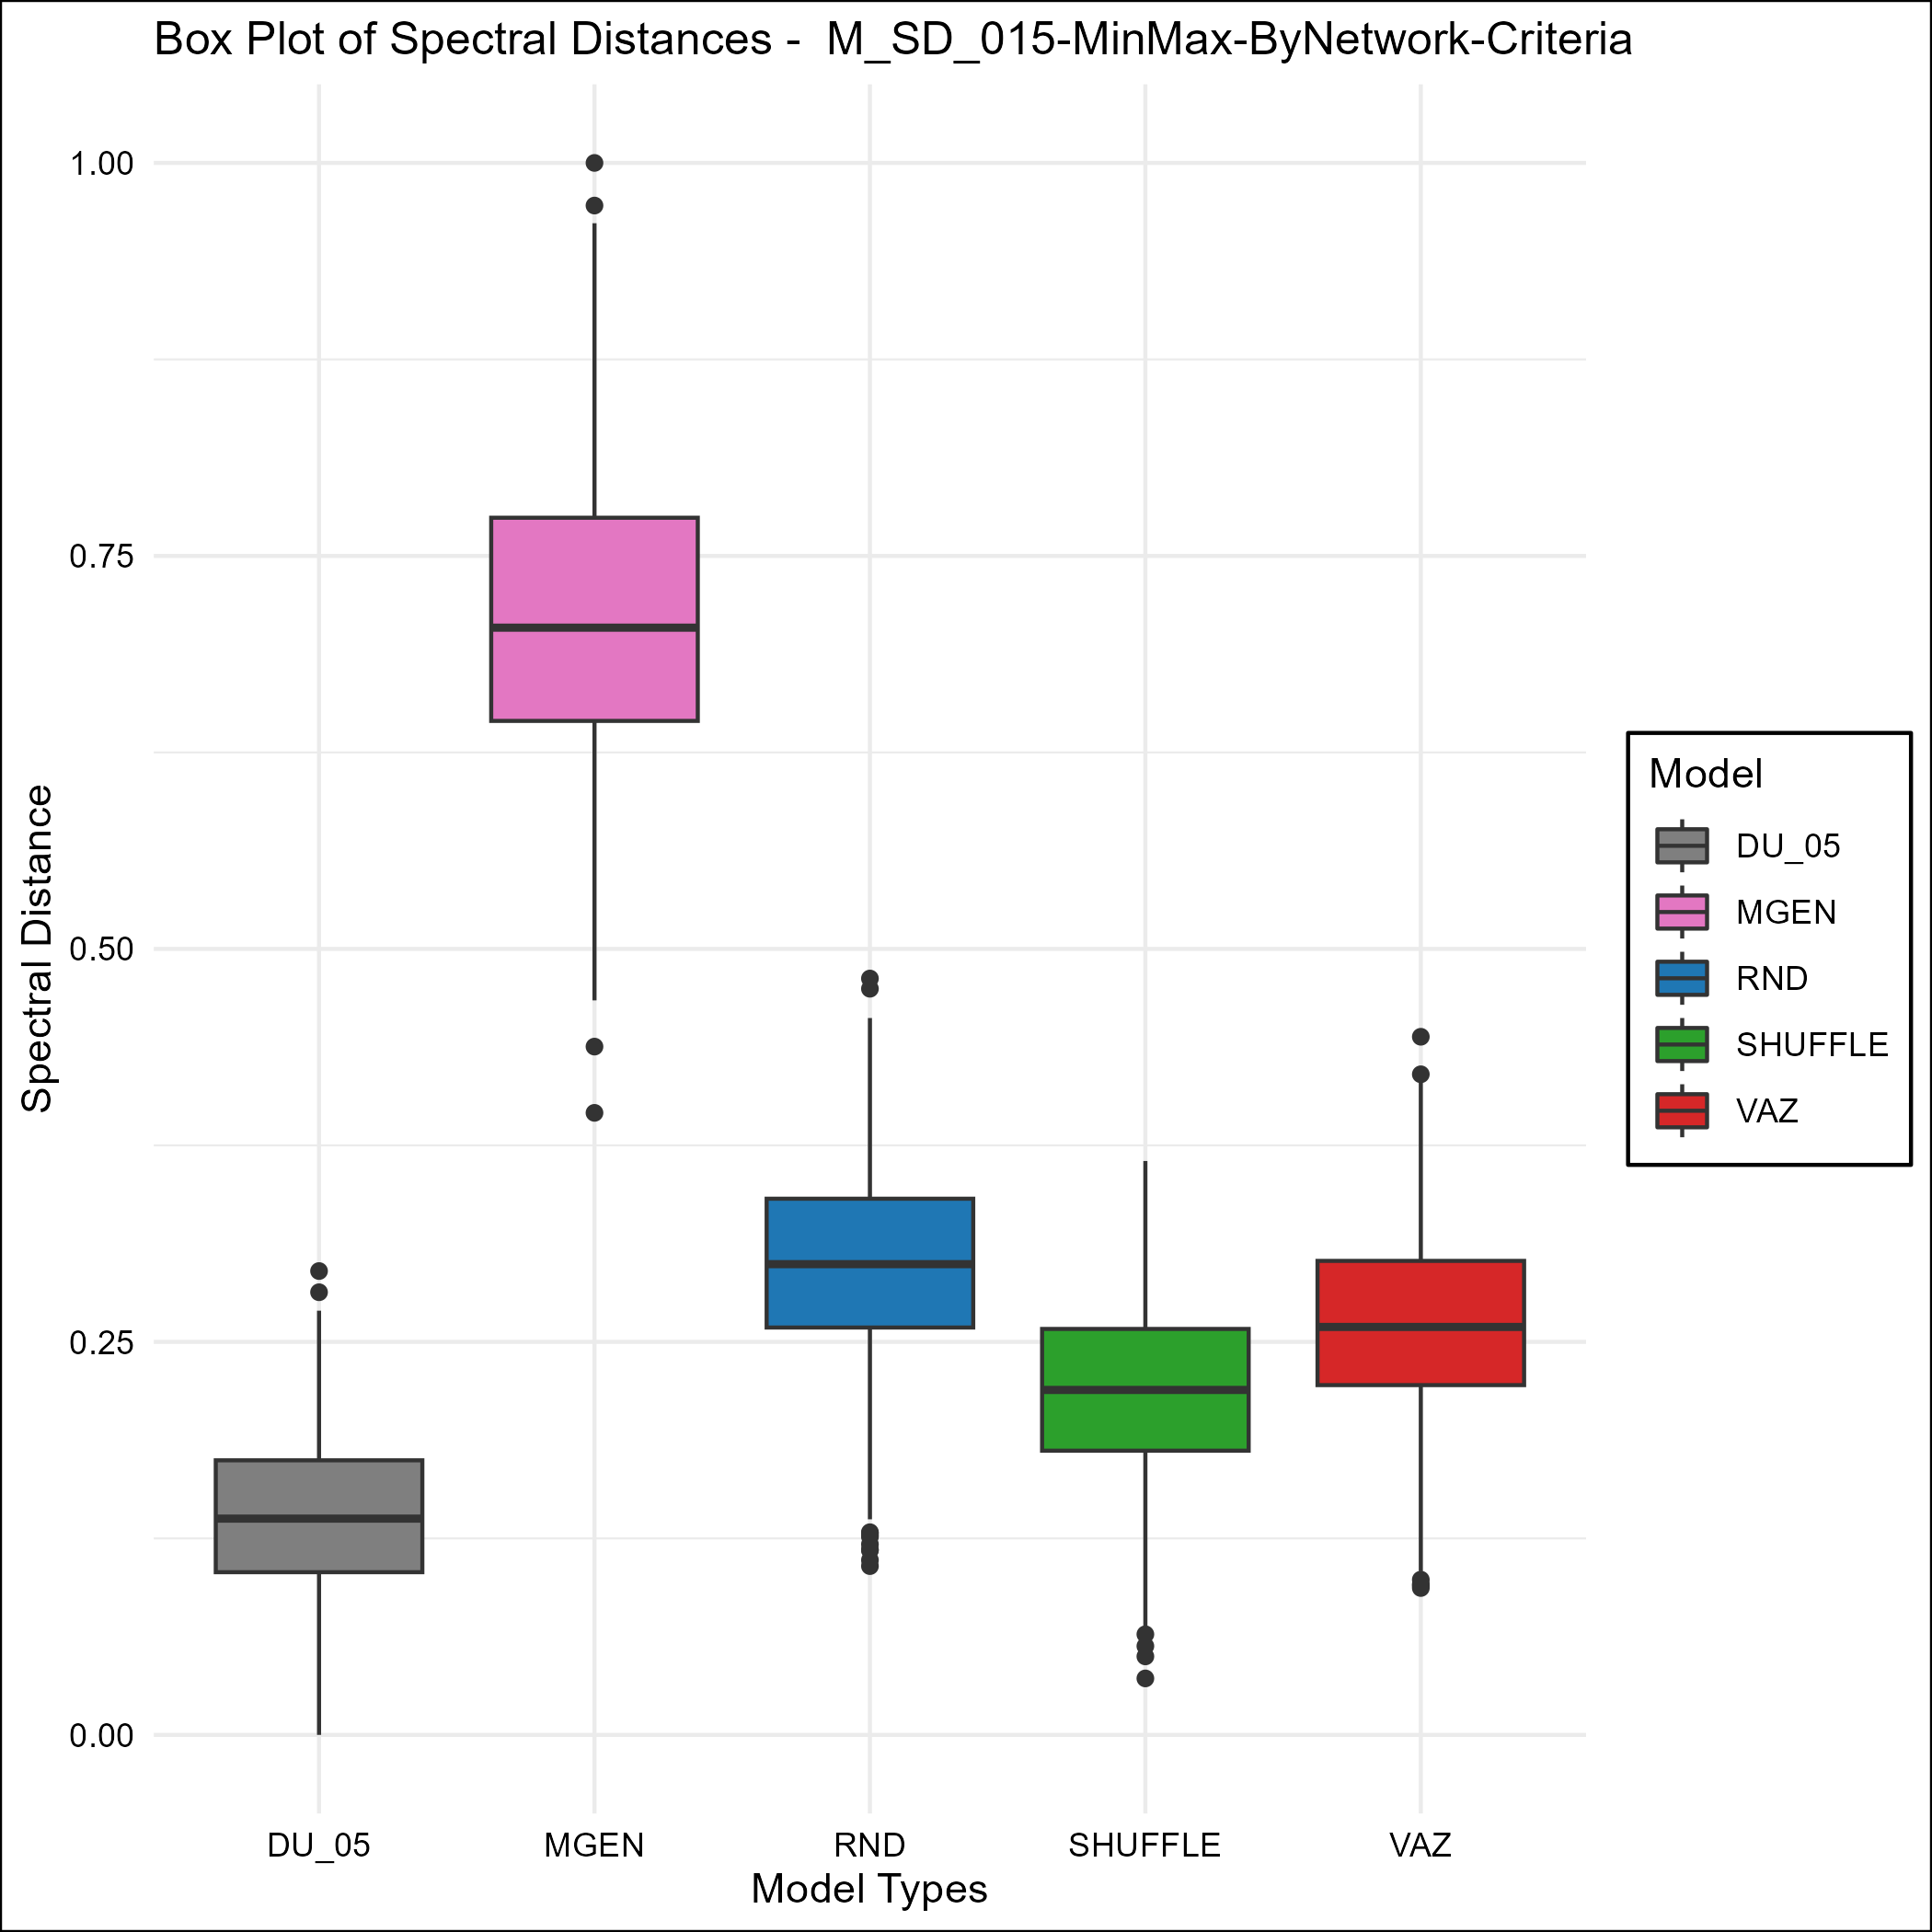 Box Plot of Spectral Distances -  M_SD_015-MinMax-ByNetwork-Criteria
Spectral Distance
1.00
0.75
0.50
0.25
0.00
DU_05 MGEN RND SHUFFLE VAZ
Model Types
Model
DU_05
MGEN
RND
SHUFFLE
VAZ